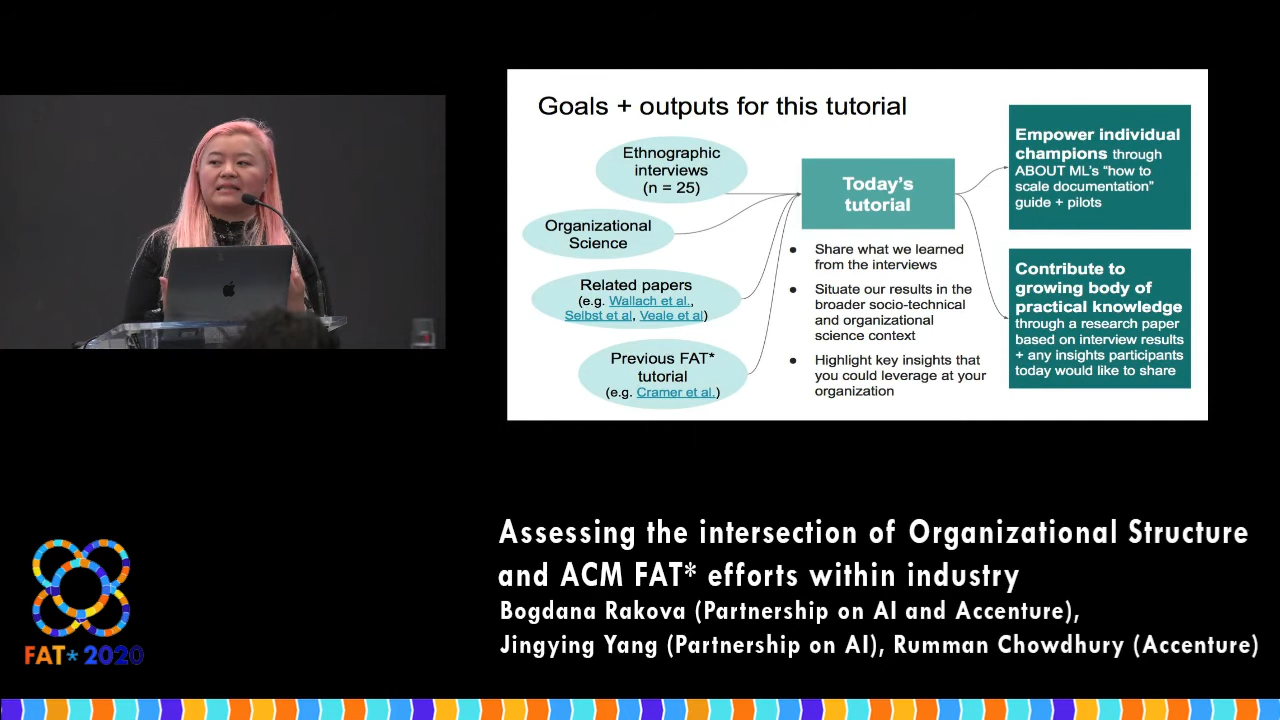 Goals + outputs for this tutorial
Ethnographic
interviews
(n = 25)
Organizational
Science
Related papers
(e.g. Wallach et al.,
Selbst et al, Veale et al)
Previous FAT*
tutorial
(e.g. Cramer et al.)
Today's
tutorial
● Share what we learned
from the interviews
● Situate our results in the
broader socio-technical
and organizational
science context
● Highlight key insights that
you could leverage at your
organization
Empower individual
champions through
ABOUT ML's "how to
scale documentation"
guide + pilots
Contribute to
growing body of
practical knowledge
through a research paper
based on interview results
+ any insights participants
today would like to share
Assessing the intersection of Organizational Structure
and ACM FAT* efforts within industry
Bogdana Rakova (Partnership on AI and Accenture),
Jingying Yang (Partnership on AI), Rumman Chowdhury (Accenture)
FAT* 2020